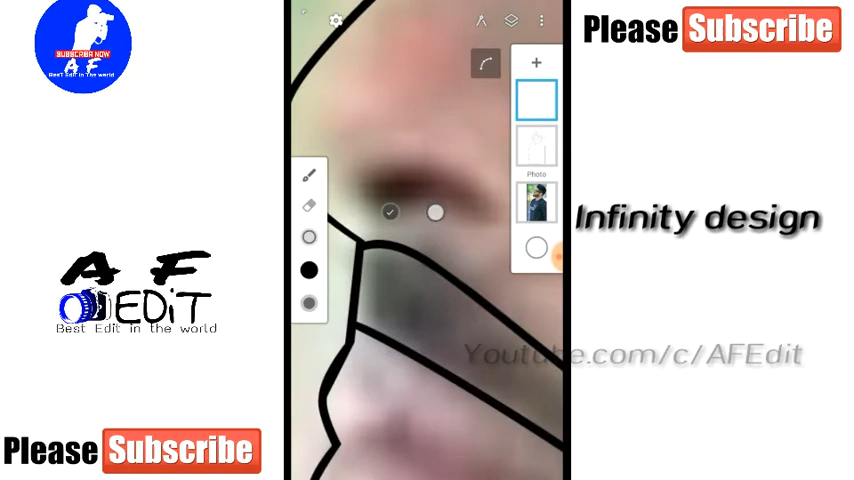 SUBSCRIBE NOW
A F
BesT EdiT in The world
Please Subscribe
Photo
Infinity design
A F
EDiT
Best Edit in the world
Youtube.com/c/AFEdit
Please Subscribe